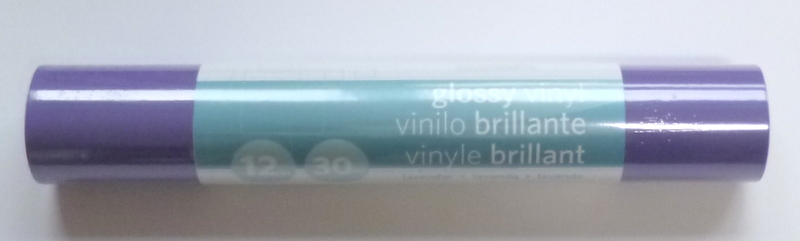 glossy vinyl
vinilo brillante
vinyle brillant
12 30